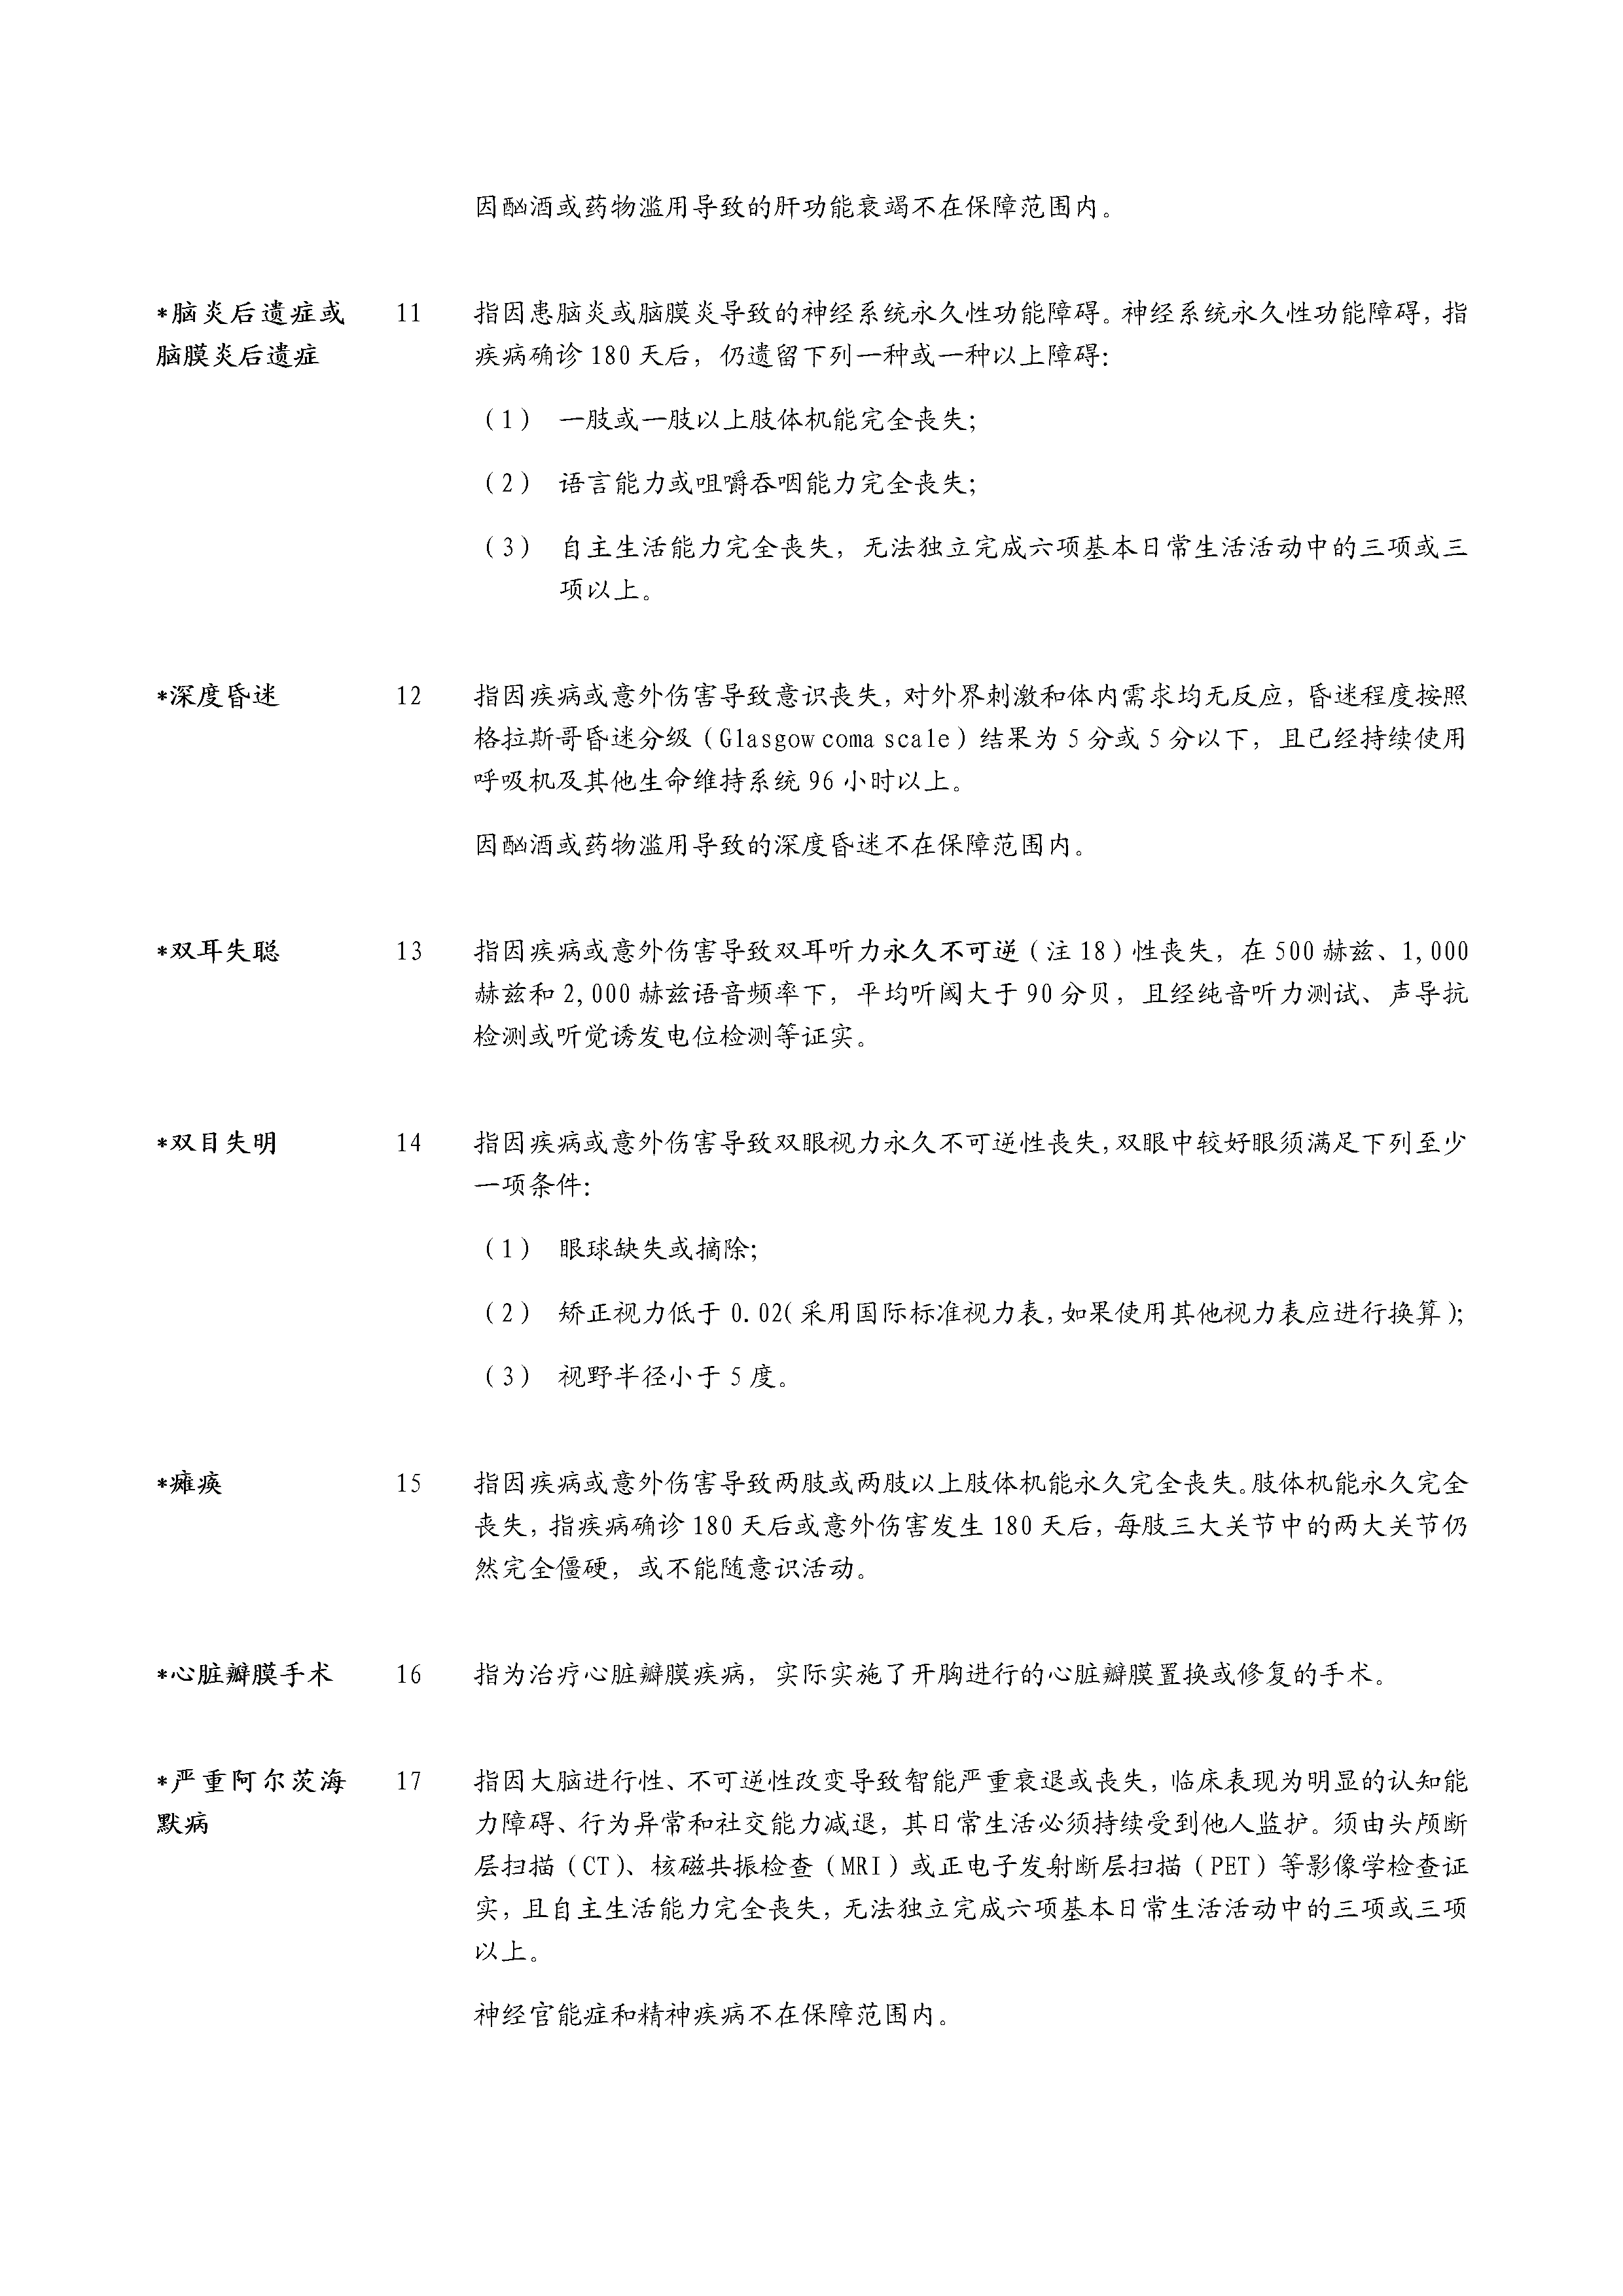 因酗酒或药物滥用导致的肝功能衰竭不在保障范围内。
*脑炎后遗症或 11 指因患脑炎或脑膜炎导致的神经系统永久性功能障碍。神经系统永久性功能障碍，指
脑膜炎后遗症 疾病确诊 180 天后，仍遗留下列一种或一种以上障碍：
（1） 一肢或一肢以上肢体机能完全丧失；
（2） 语言能力或咀嚼吞咽能力完全丧失；
（3） 自主生活能力完全丧失，无法独立完成六项基本日常生活活动中的三项或三
项以上。
*深度昏迷 12 指因疾病或意外伤害导致意识丧失，对外界刺激和体内需求均无反应，昏迷程度按照
格拉斯哥昏迷分级（Glasgow coma scale）结果为 5 分或 5 分以下，且已经持续使用
呼吸机及其他生命维持系统 96 小时以上。
因酗酒或药物滥用导致的深度昏迷不在保障范围内。
*双耳失聪 13 指因疾病或意外伤害导致双耳听力永久不可逆（注 18）性丧失，在 500 赫兹、1,000
赫兹和 2,000 赫兹语音频率下，平均听阈大于 90 分贝，且经纯音听力测试、声导抗
检测或听觉诱发电位检测等证实。
*双目失明 14 指因疾病或意外伤害导致双眼视力永久不可逆性丧失，双眼中较好眼须满足下列至少
一项条件：
（1） 眼球缺失或摘除；
（2） 矫正视力低于 0.02（采用国际标准视力表，如果使用其他视力表应进行换算）；
（3） 视野半径小于 5 度。
*瘫痪 15 指因疾病或意外伤害导致两肢或两肢以上肢体机能永久完全丧失。肢体机能永久完全
丧失，指疾病确诊 180 天后或意外伤害发生 180 天后，每肢三大关节中的两大关节仍
然完全僵硬，或不能随意识活动。
*心脏瓣膜手术 16 指为治疗心脏瓣膜疾病，实际实施了开胸进行的心脏瓣膜置换或修复的手术。
*严重阿尔茨海 17 指因大脑进行性、不可逆性改变导致智能严重衰退或丧失，临床表现为明显的认知能
默病 力障碍、行为异常和社交能力减退，其日常生活必须持续受到他人监护。须由头颅断
层扫描（CT）、核磁共振检查（MRI）或正电子发射断层扫描（PET）等影像学检查证
实，且自主生活能力完全丧失，无法独立完成六项基本日常生活活动中的三项或三项
以上。
神经官能症和精神疾病不在保障范围内。